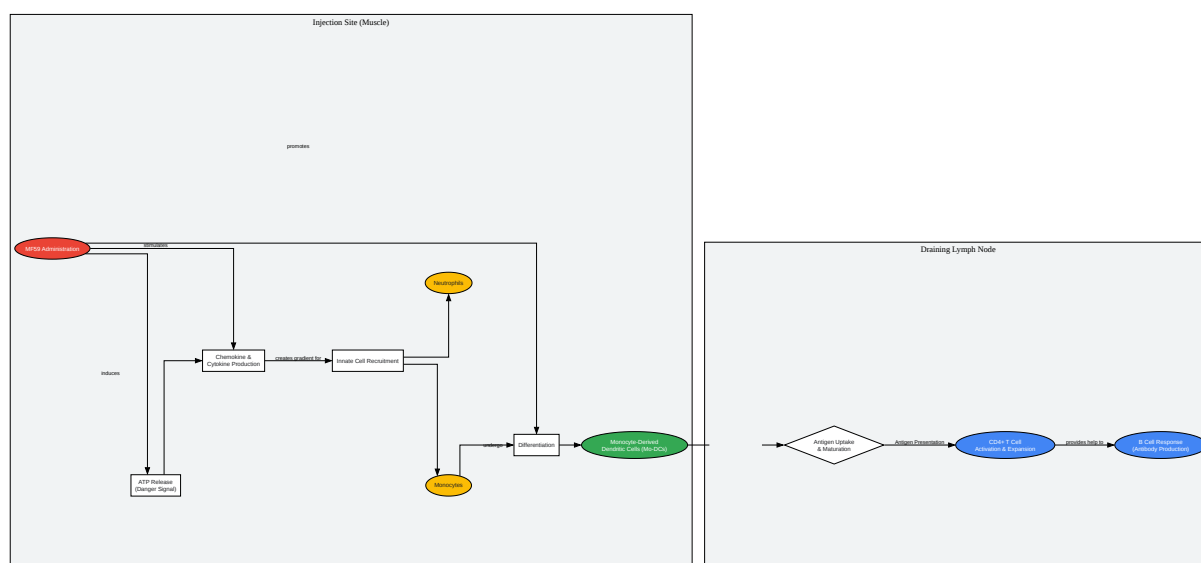 Injection Site (Muscle)
promotes
MF59 Administration
stimulates
Draining Lymph Node
Neutrophils
Chemokine &
Cytokine Production
creates gradient for
Innate Cell Recruitment
induces
undergo
Differentiation
Monocyte-Derived
Dendritic Cells (Mo-DCs)
Antigen Uptake
& Maturation
Antigen Presentation
CD4+ T Cell
Activation & Expansion
provides help to
B Cell Response
(Antibody Production)
ATP Release
(Danger Signal)
Monocytes